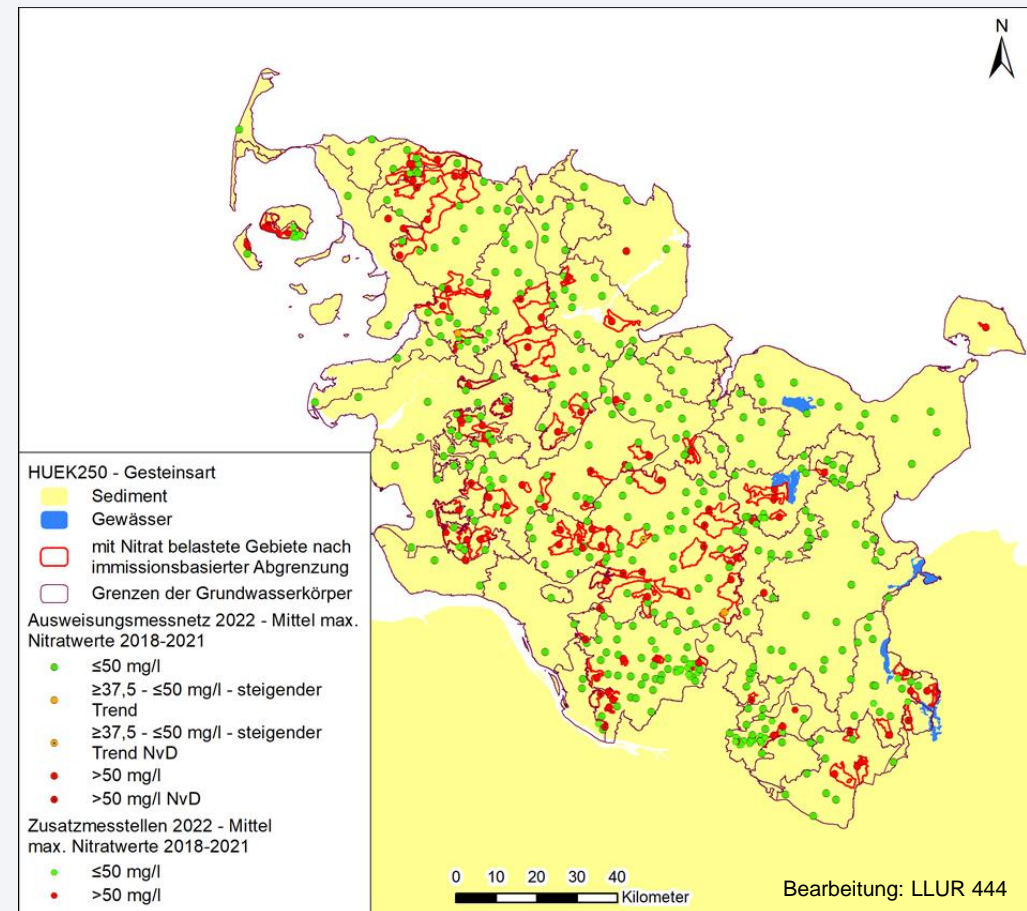 N
HUEK250 - Gesteinsart
Sediment
Gewässer
mit Nitrat belastete Gebiete nach
immissionsbasierter Abgrenzung
Grenzen der Grundwasserkörper
Ausweisungsmessnetz 2022 - Mittel max.
Nitratwerte 2018-2021
≤50 mg/l
≥37,5 - ≤50 mg/l - steigender
Trend
≥37,5 - ≤50 mg/l - steigender
Trend NvD
>50 mg/l
>50 mg/l NvD
Zusatzmesstellen 2022 - Mittel
max. Nitratwerte 2018-2021
≤50 mg/l
>50 mg/l
0 10 20 30 40
Kilometer
Bearbeitung: LLUR 444